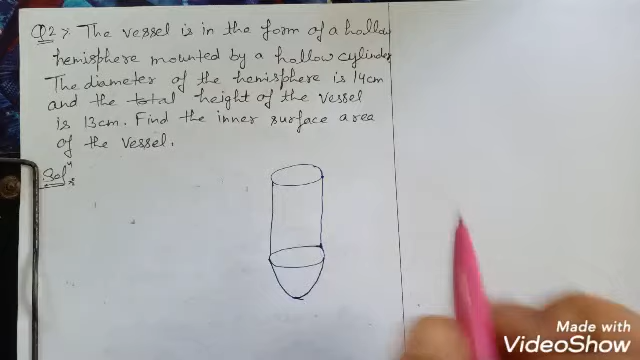 Q2> The vessel is in the form of a hollow
hemisphere mounted by a hollow cylinder
The diameter of the hemisphere is 14cm
and the total height of the vessel
is 13cm. Find the inner surface area
of the vessel.
Solⁿ
Made with
VideoShow